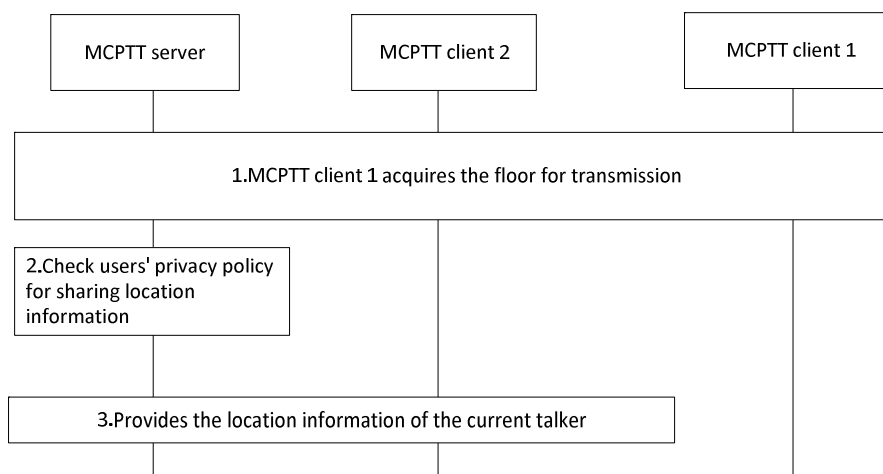 MCPTT server
MCPTT client 2
MCPTT client 1
1.MCPTT client 1 acquires the floor for transmission
2.Check users' privacy policy
for sharing location
information
3.Provides the location information of the current talker